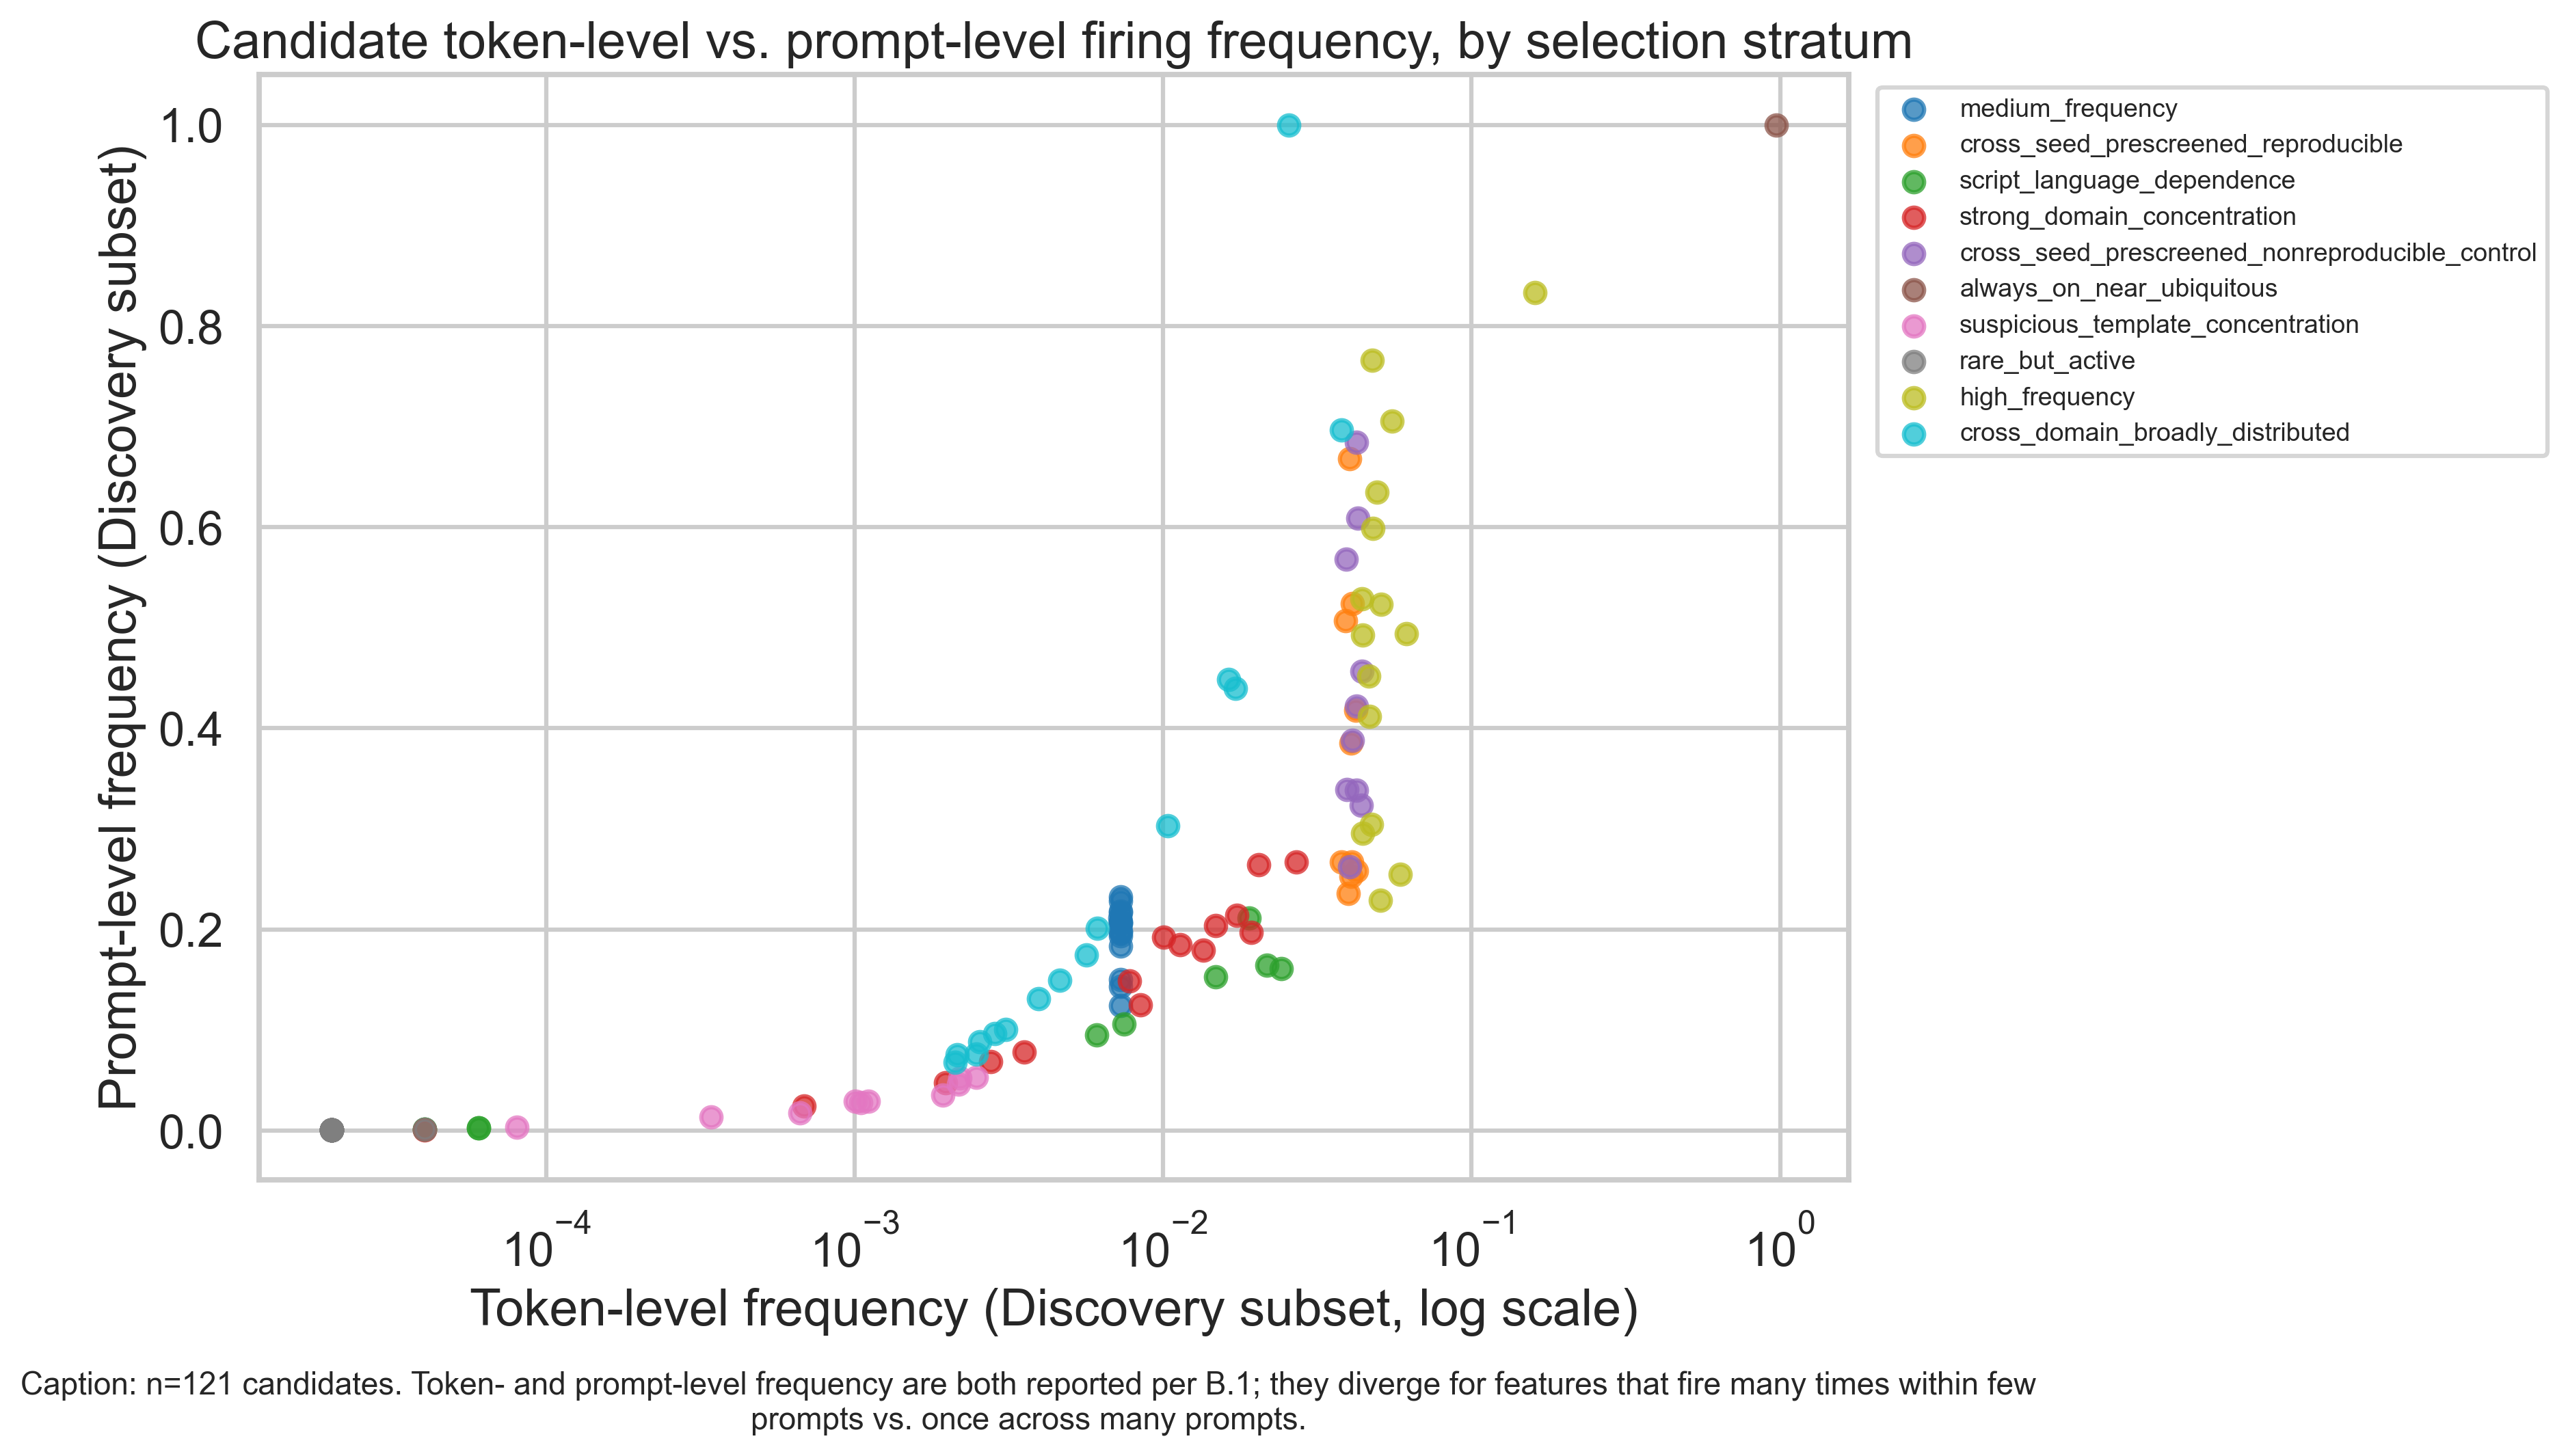 Candidate token-level vs. prompt-level firing frequency, by selection stratum
Prompt-level frequency (Discovery subset)
1.0
0.8
0.6
0.4
0.2
0.0
10⁻⁴
10⁻³
10⁻²
10⁻¹
10⁰
Token-level frequency (Discovery subset, log scale)
medium_frequency
cross_seed_prescreened_reproducible
script_language_dependence
strong_domain_concentration
cross_seed_prescreened_nonreproducible_control
always_on_near_ubiquitous
suspicious_template_concentration
rare_but_active
high_frequency
cross_domain_broadly_distributed
Caption: n=121 candidates. Token- and prompt-level frequency are both reported per B.1; they diverge for features that fire many times within few
prompts vs. once across many prompts.